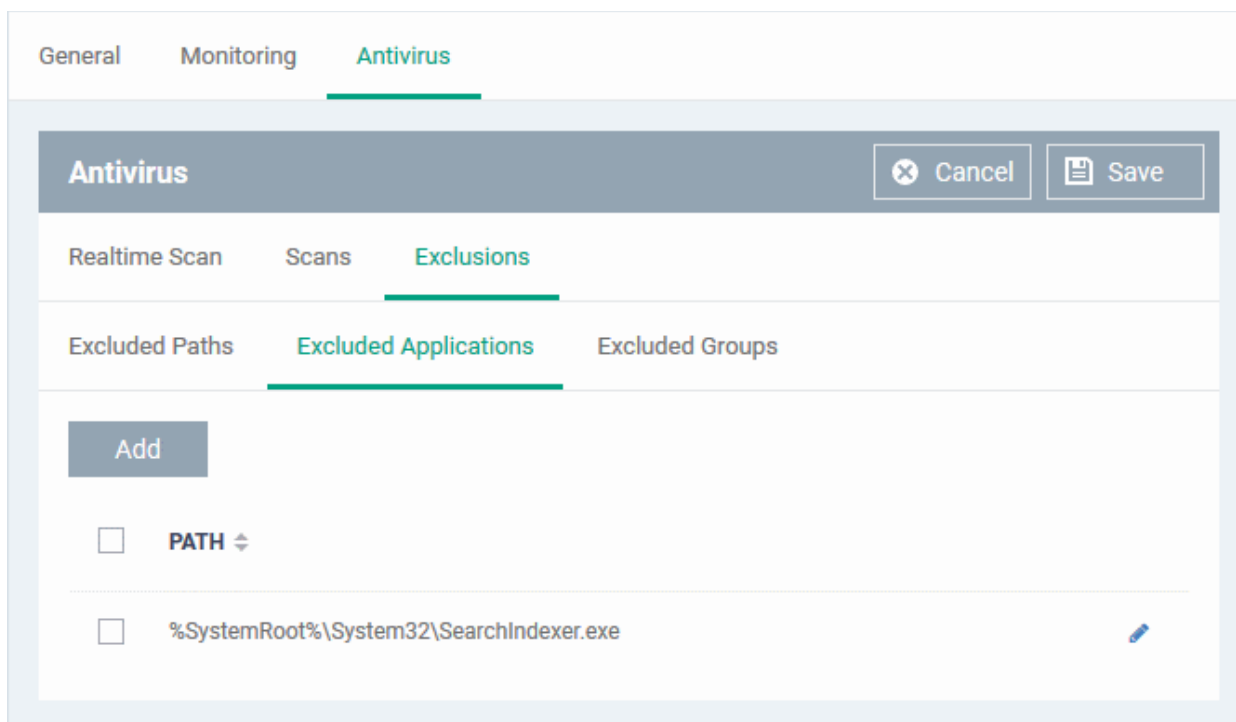 General Monitoring Antivirus
Antivirus Cancel Save
Realtime Scan Scans Exclusions
Excluded Paths Excluded Applications Excluded Groups
Add
PATH
%SystemRoot%\System32\SearchIndexer.exe